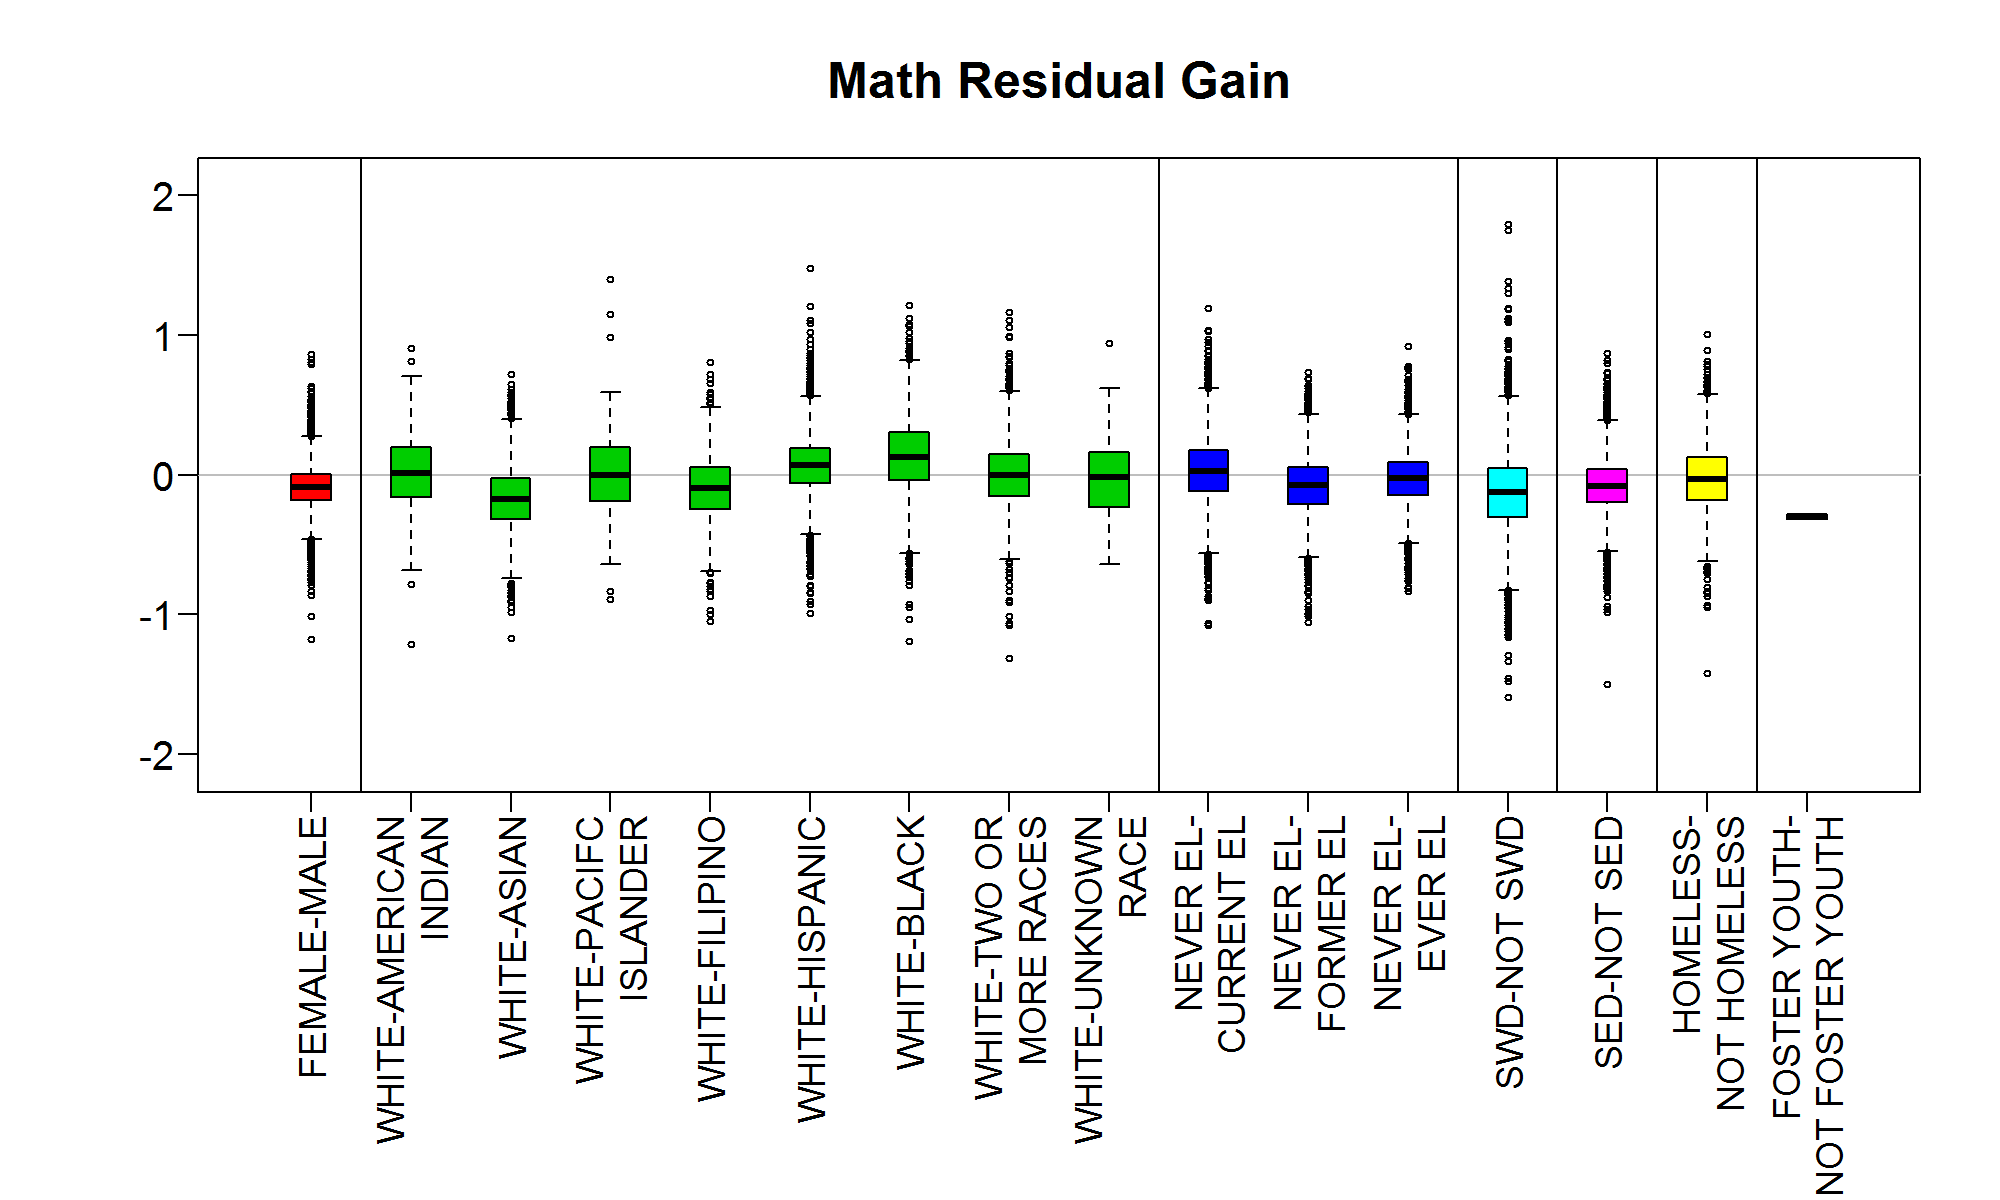 Math Residual Gain
2
1
0
-1
-2
FEMALE-MALE
WHITE-AMERICAN
INDIAN
WHITE-ASIAN
WHITE-PACIFC
ISLANDER
WHITE-FILIPINO
WHITE-HISPANIC
WHITE-BLACK
WHITE-TWO OR
MORE RACES
WHITE-UNKNOWN
RACE
NEVER EL-
CURRENT EL
NEVER EL-
FORMER EL
NEVER EL-
EVER EL
SWD-NOT SWD
SED-NOT SED
HOMELESS-
NOT HOMELESS
FOSTER YOUTH-
NOT FOSTER YOUTH